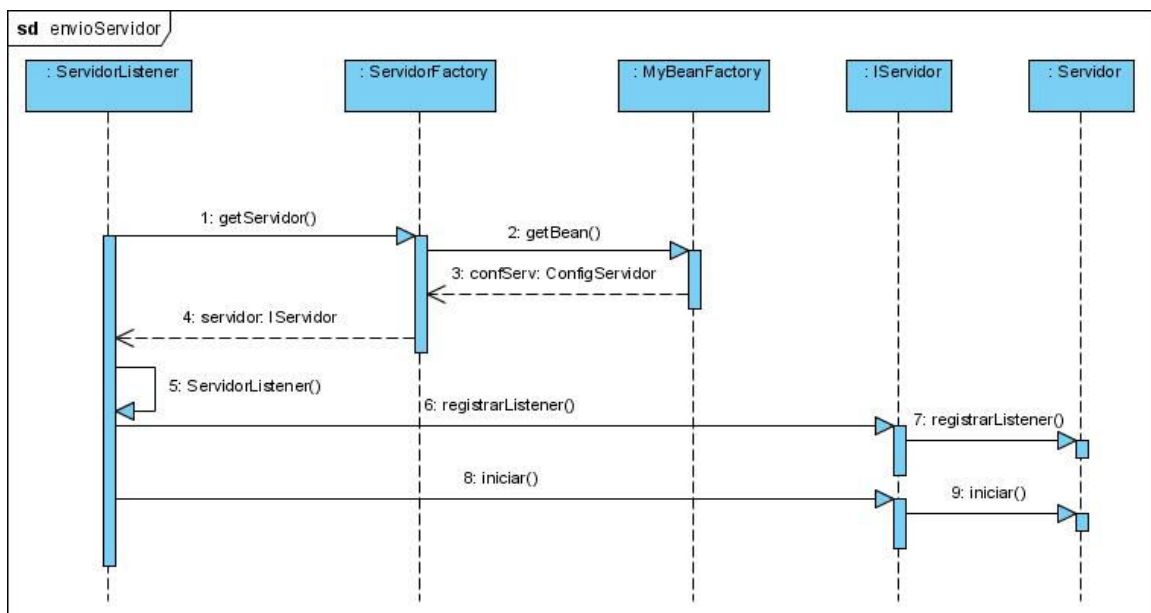 sd envioServidor
: ServidorListener
: ServidorFactory
: MyBeanFactory
: IServidor
: Servidor
1: getServidor()
2: getBean()
3: confServ: ConfigServidor
4: servidor: IServidor
5: ServidorListener()
6: registrarListener()
7: registrarListener()
8: iniciar()
9: iniciar()